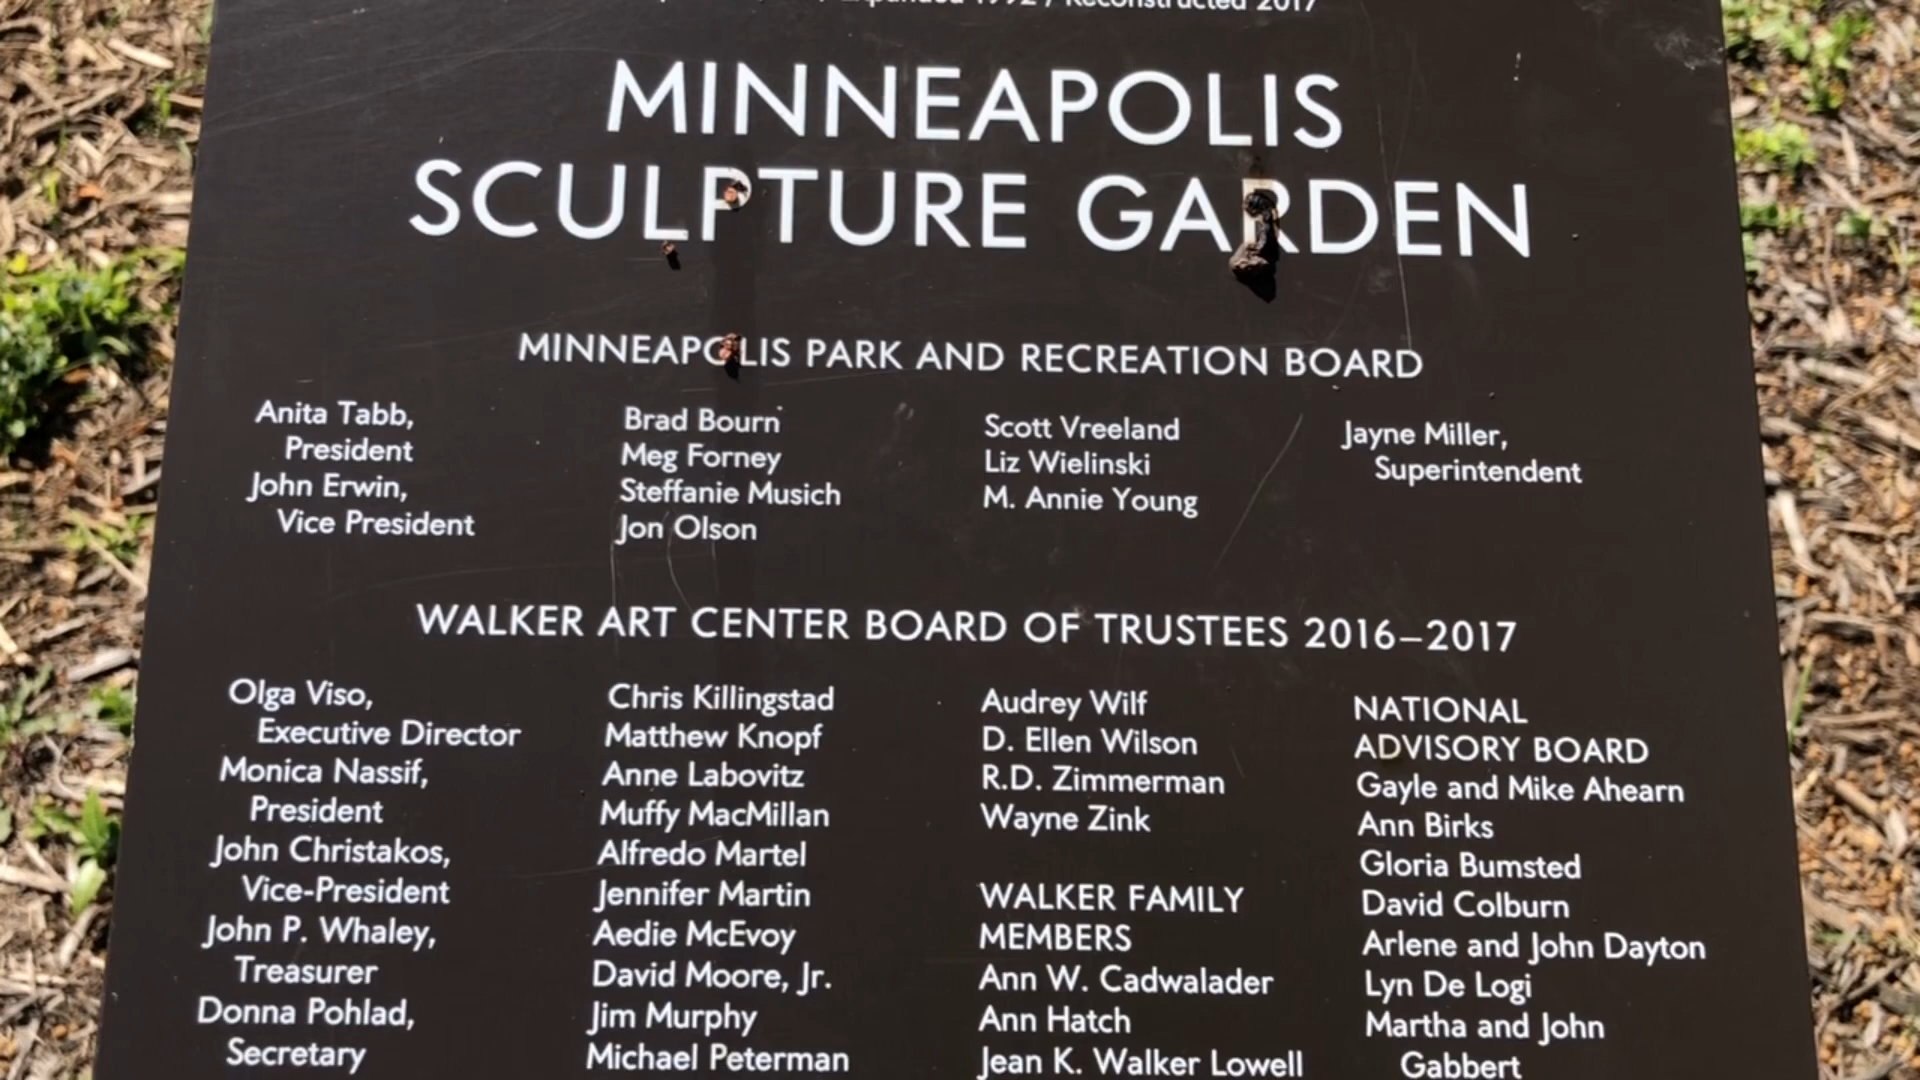 Expanded 1992 / Reconstructed 2017
MINNEAPOLIS
SCULPTURE GARDEN
MINNEAPOLIS PARK AND RECREATION BOARD
Anita Tabb,
President
John Erwin,
Vice President
Brad Bourn
Meg Forney
Steffanie Musich
Jon Olson
Scott Vreeland
Liz Wielinski
M. Annie Young
Jayne Miller,
Superintendent
WALKER ART CENTER BOARD OF TRUSTEES 2016–2017
Olga Viso,
Executive Director
Monica Nassif,
President
John Christakos,
Vice-President
John P. Whaley,
Treasurer
Donna Pohlad,
Secretary
Chris Killingstad
Matthew Knopf
Anne Labovitz
Muffy MacMillan
Alfredo Martel
Jennifer Martin
Aedie McEvoy
David Moore, Jr.
Jim Murphy
Michael Peterman
Audrey Wilf
D. Ellen Wilson
R.D. Zimmerman
Wayne Zink
WALKER FAMILY
MEMBERS
Ann W. Cadwalader
Ann Hatch
Jean K. Walker Lowell
NATIONAL
ADVISORY BOARD
Gayle and Mike Ahearn
Ann Birks
Gloria Bumsted
David Colburn
Arlene and John Dayton
Lyn De Logi
Martha and John
Gabbert